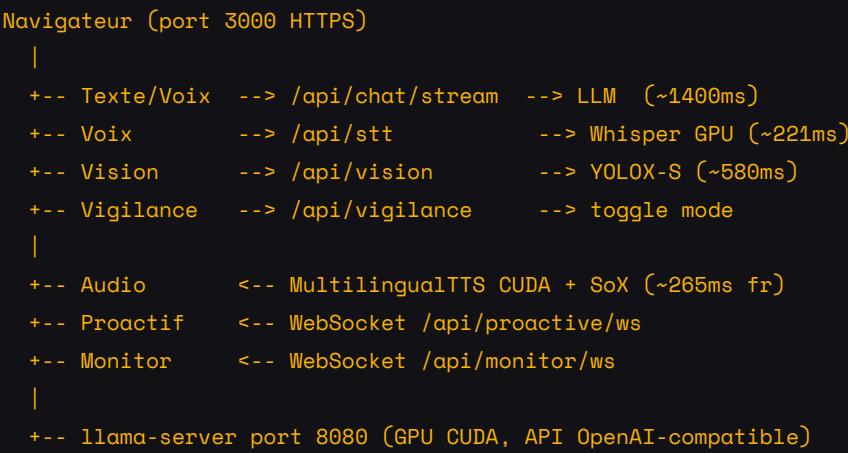 Navigateur (port 3000 HTTPS)
|
+-- Texte/Voix --> /api/chat/stream --> LLM (~1400ms)
+-- Voix --> /api/stt --> Whisper GPU (~221ms)
+-- Vision --> /api/vision --> YOLOX-S (~580ms)
+-- Vigilance --> /api/vigilance --> toggle mode
|
+-- Audio <-- MultilingualTTS CUDA + SoX (~265ms fr)
+-- Proactif <-- WebSocket /api/proactive/ws
+-- Monitor <-- WebSocket /api/monitor/ws
|
+-- llama-server port 8080 (GPU CUDA, API OpenAI-compatible)